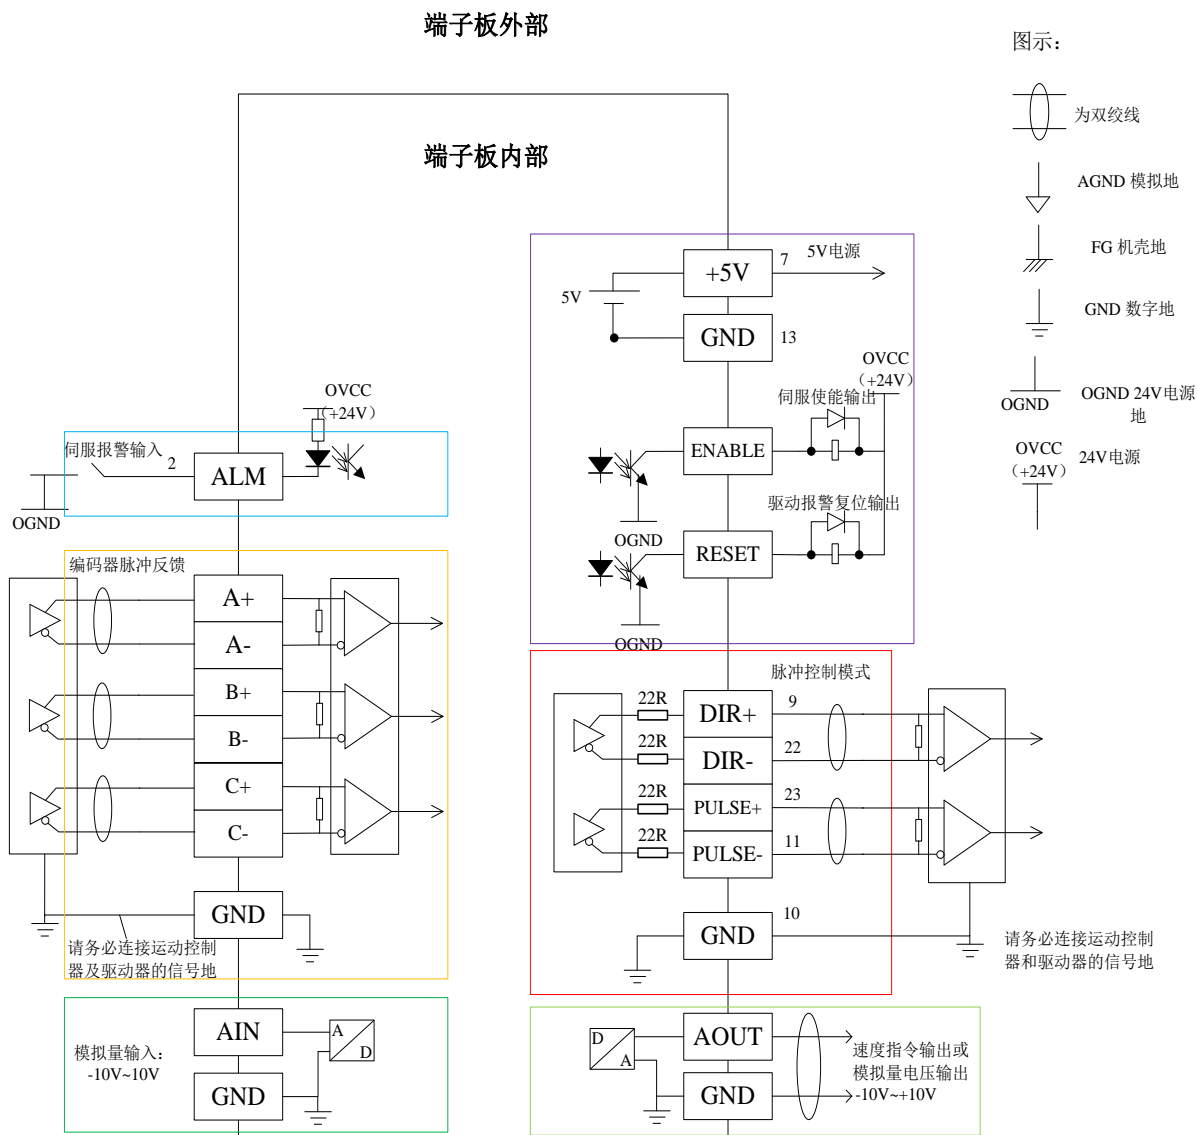 端子板外部
端子板内部
图示：
为双绞线
AGND 模拟地
FG 机壳地
GND 数字地
OGND
OGND 24V电源
地
OVCC
（+24V）
24V电源
OVCC
（+24V）
伺服报警输入
2
ALM
OGND
编码器脉冲反馈
A+
A-
B+
B-
C+
C-
GND
请务必连接运动控制
器及驱动器的信号地
AIN
A
D
模拟量输入：
-10V~10V
GND
+5V
7
5V电源
5V
GND
13
OVCC
（+24V）
伺服使能输出
ENABLE
OGND
驱动报警复位输出
RESET
OGND
脉冲控制模式
22R
DIR+
9
22R
DIR-
22
22R
PULSE+
23
22R
PULSE-
11
GND
10
请务必连接运动控制
器和驱动器的信号地
D
A
AOUT
GND
速度指令输出或
模拟量电压输出
-10V~+10V